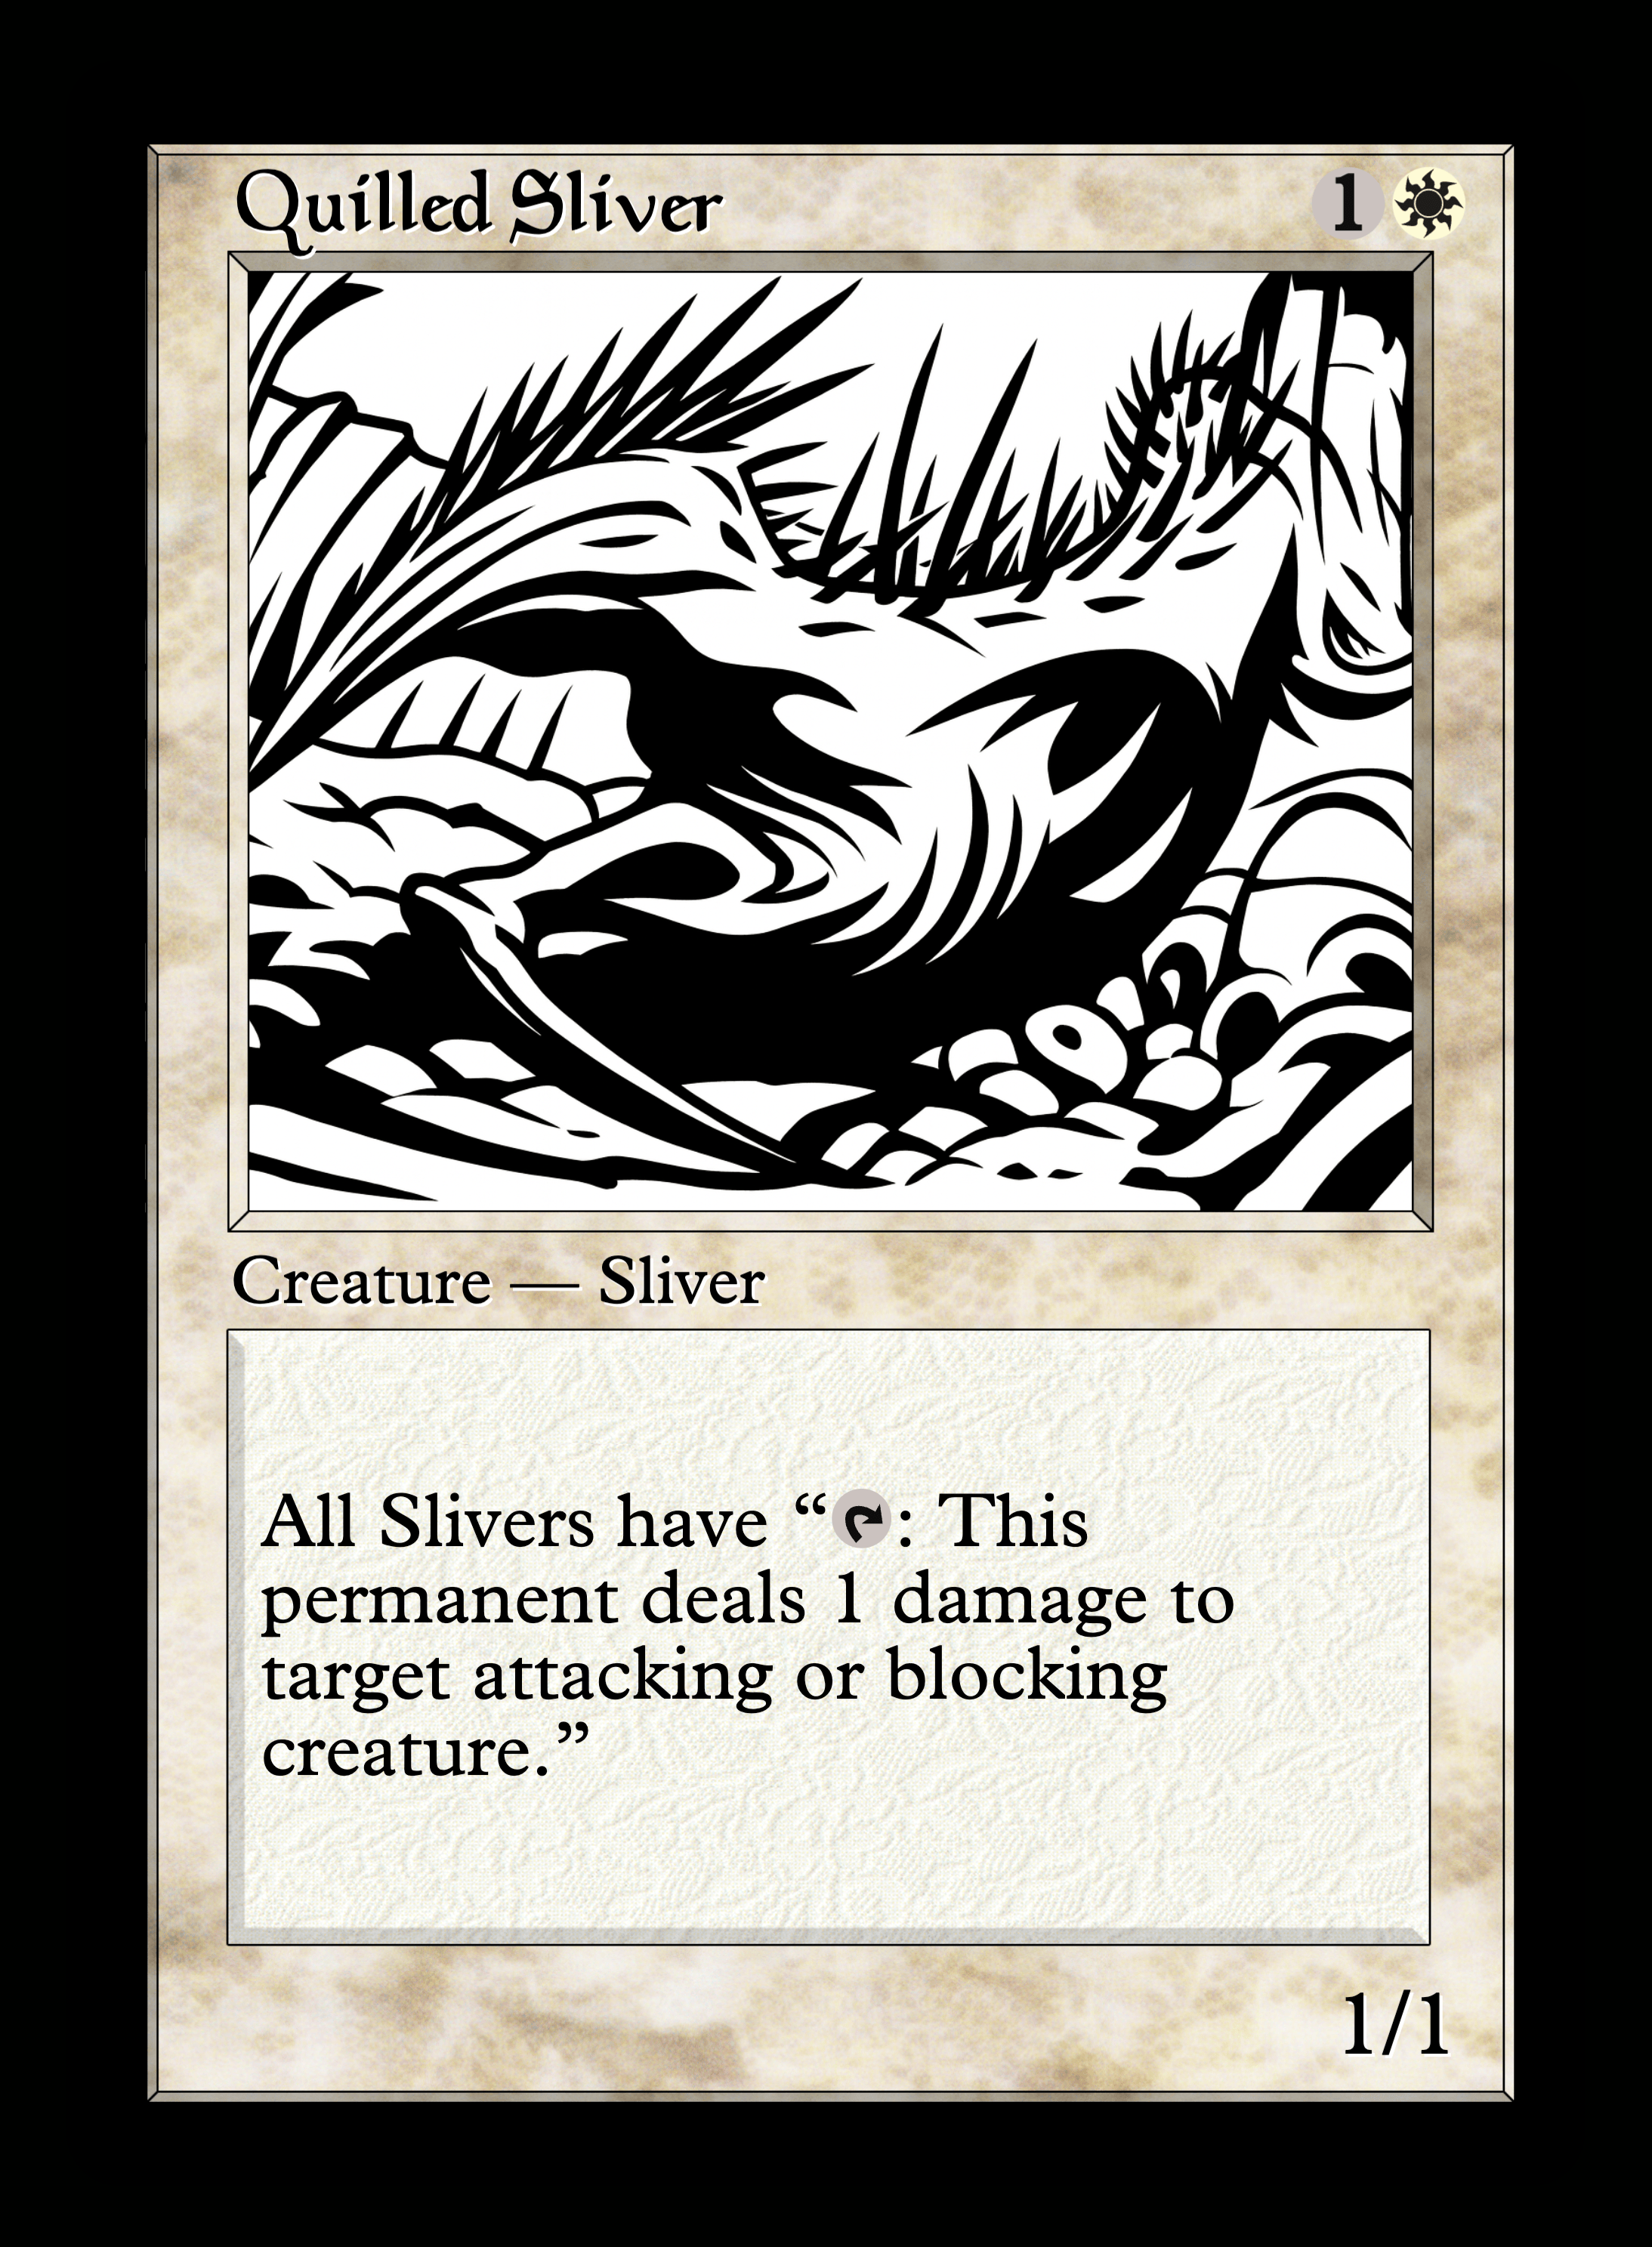 Quilled Sliver 1
Creature — Sliver
All Slivers have “: This
permanent deals 1 damage to
target attacking or blocking
creature.”
1/1